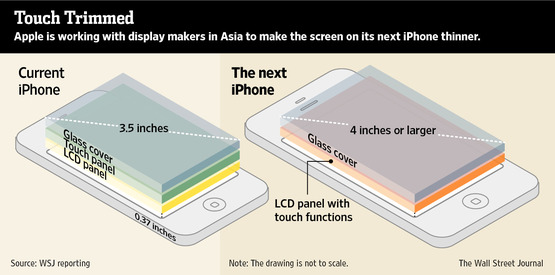 Touch Trimmed
Apple is working with display makers in Asia to make the screen on its next iPhone thinner.
Current
iPhone
3.5 inches
Glass cover
Touch panel
LCD panel
0.37 inches
The next
iPhone
4 inches or larger
Glass cover
LCD panel with
touch functions
Source: WSJ reporting
Note: The drawing is not to scale.
The Wall Street Journal